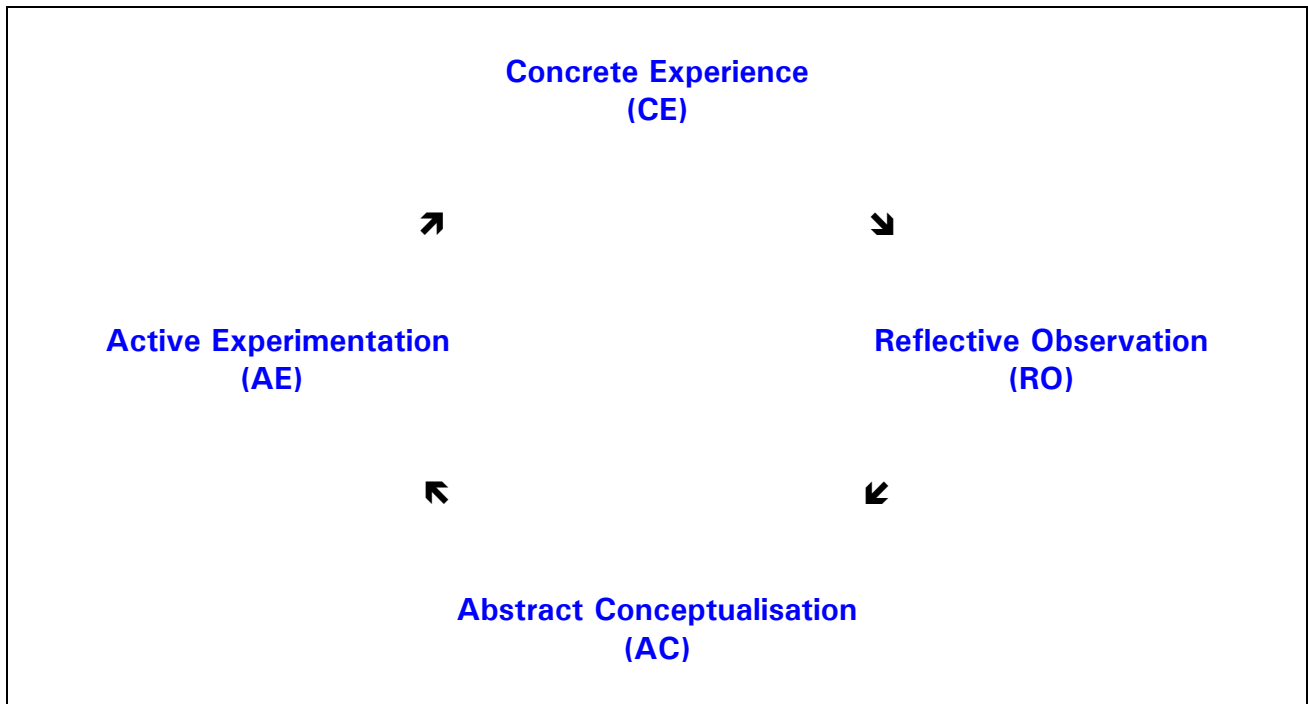 Concrete Experience
(CE)
Active Experimentation
(AE)
Reflective Observation
(RO)
Abstract Conceptualisation
(AC)